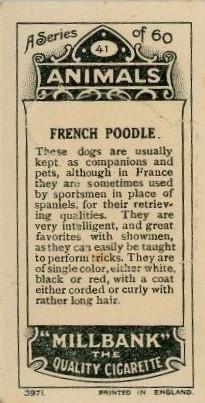 A Series of 60
41
ANIMALS
FRENCH POODLE.
These dogs are usually
kept as companions and
pets, although in France
they are sometimes used
by sportsmen in place of
spaniels, for their retriev-
ing qualities. They are
very intelligent, and great
favorites with showmen,
as they can easily be taught
to perform tricks. They are
of single color, either white,
black or red, with a coat
either corded or curly with
rather long hair.
"MILLBANK"
THE
QUALITY CIGARETTE
3971. PRINTED IN ENGLAND.